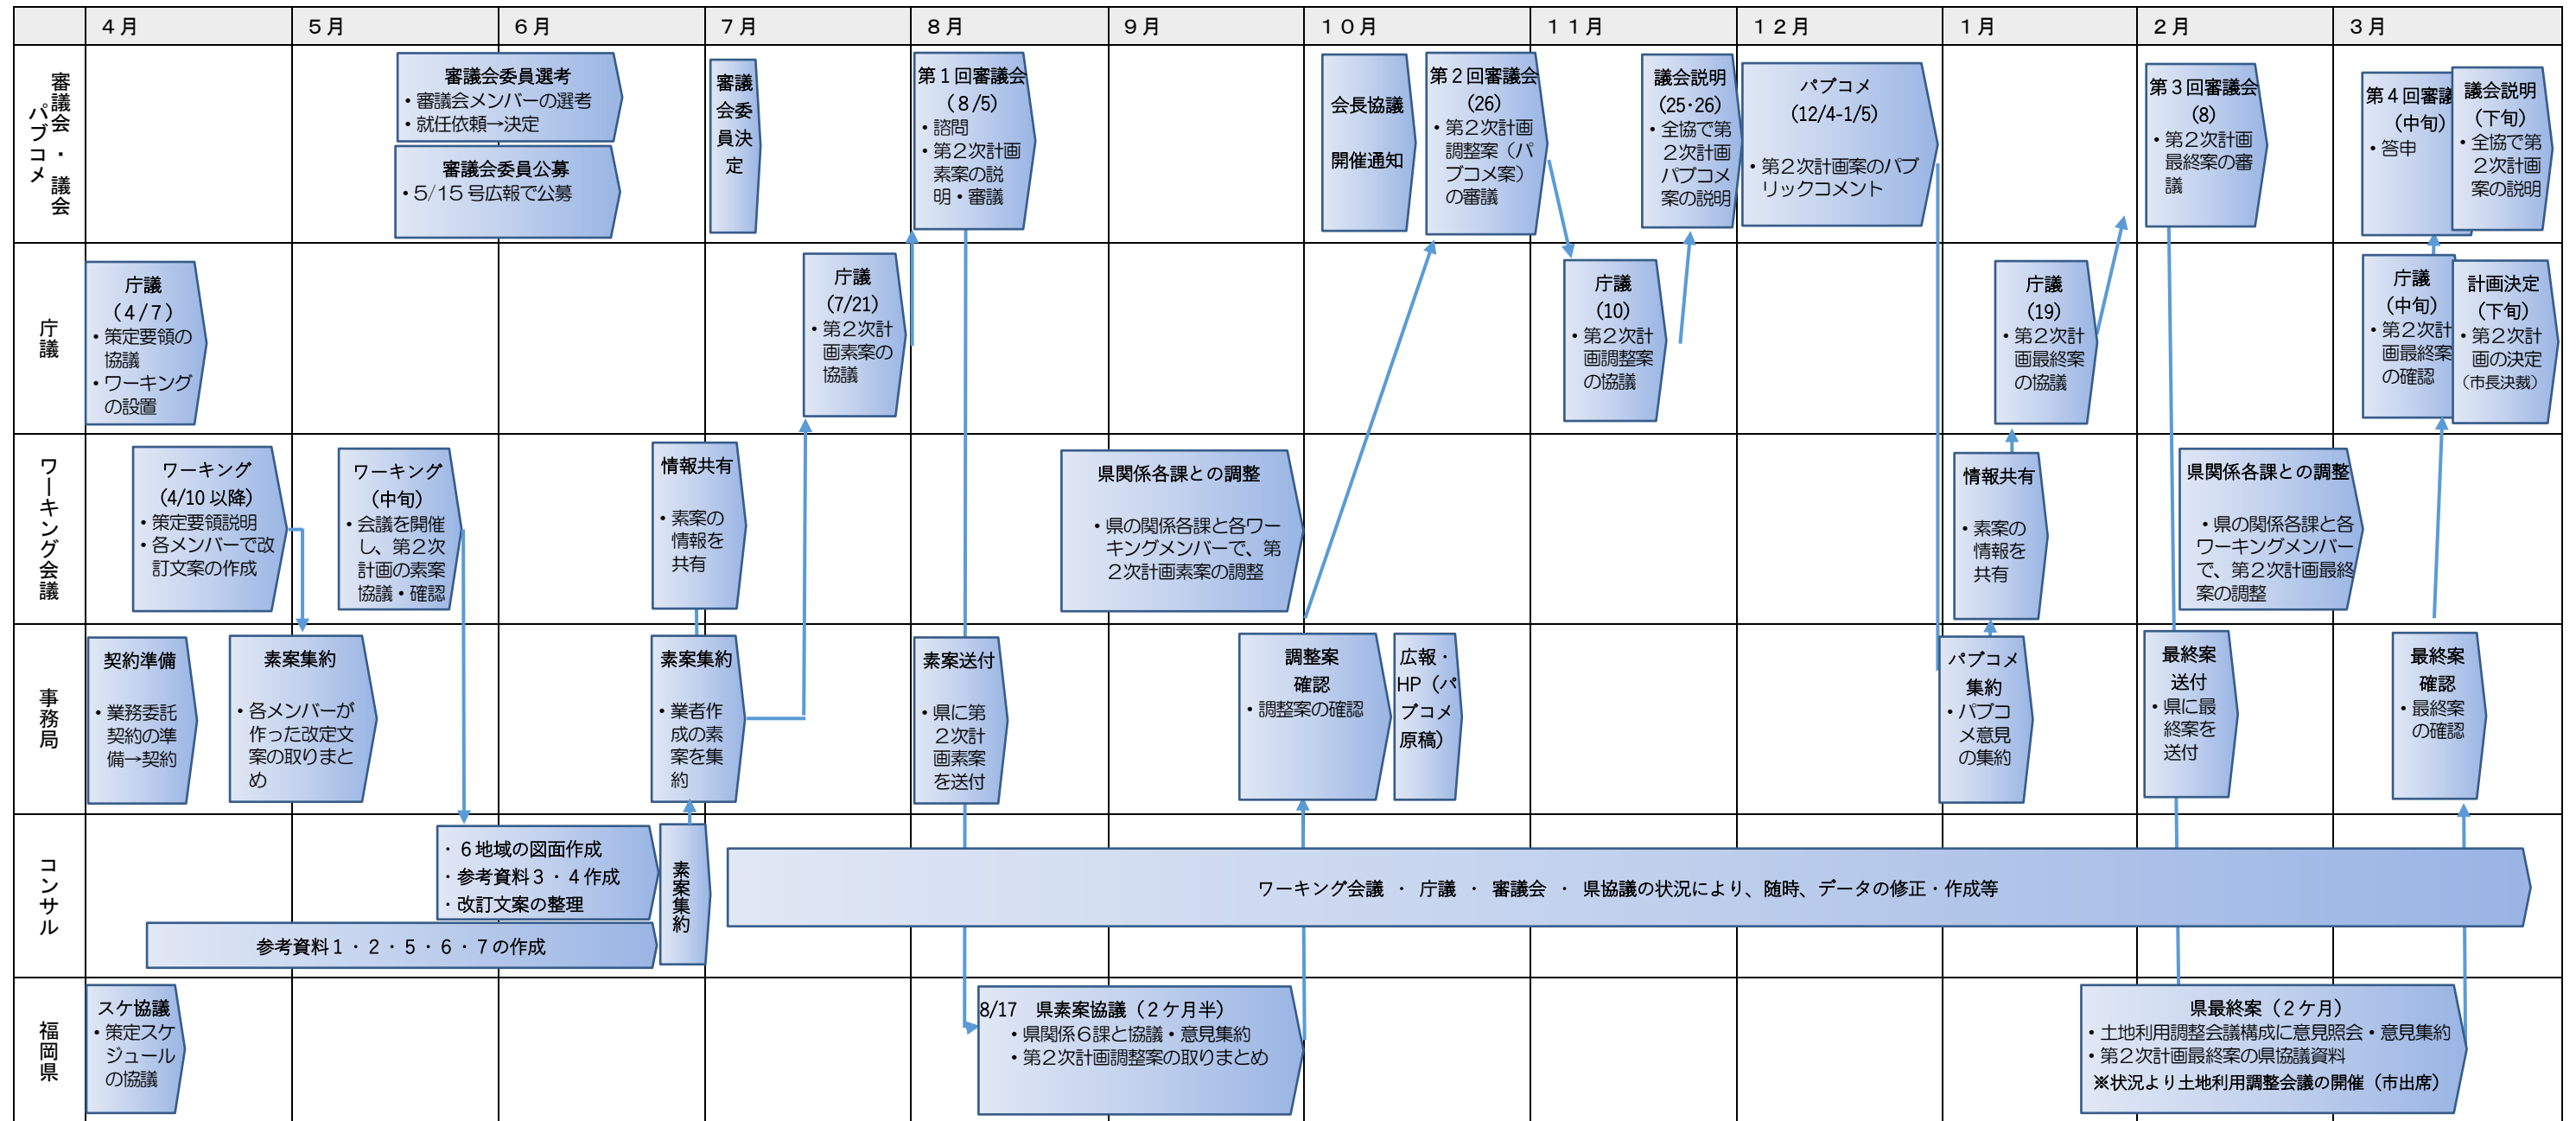 ４月
５月
６月
７月
８月
９月
１０月
１１月
１２月
１月
２月
３月
審議会・議会
パブコメ
審議会委員選考
・審議会メンバーの選考
・就任依頼→決定
審議会委員公募
・5/15 号広報で公募
審議
会委
員決
定
第１回審議会
（８/5）
・諮問
・第２次計画
素案の説
明・審議
会長協議
開催通知
第２回審議会
(26)
・第２次計画
調整案（パ
ブコメ案）
の審議
議会説明
(25･26)
・全協で第
２次計画
パブコメ
案の説明
パブコメ
(12/4-1/5)
・第２次計画案のパブ
リックコメント
第３回審議会
(8)
・第２次計画
最終案の審
議
第４回審議
（中旬）
・答申
議会説明
（下旬）
・全協で第
２次計画
案の説明
庁議
庁議
（４/７）
・策定要領の
協議
・ワーキング
の設置
庁議
(7/21)
・第２次計
画素案の
協議
庁議
(10)
・第２次計
画調整案
の協議
庁議
(19)
・第２次計
画最終案
の協議
庁議
（中旬）
・第２次計
画最終案
の確認
計画決定
（下旬）
・第２次計
画の決定
（市長決裁）
ワーキング会議
ワーキング
(4/10 以降)
・策定要領説明
・各メンバーで改
訂文案の作成
ワーキング
（中旬）
・会議を開催
し、第２次
計画の素案
協議・確認
情報共有
・素案の
情報を
共有
県関係各課との調整
・県の関係各課と各ワー
キングメンバーで、第
２次計画素案の調整
情報共有
・素案の
情報を
共有
県関係各課との調整
・県の関係各課と各
ワーキングメンバー
で、第２次計画最終
案の調整
事務局
契約準備
・業務委託
契約の準
備→契約
素案集約
・各メンバーが
作った改定文
案の取りまと
め
素案集約
・業者作
成の素
案を集
約
素案送付
・県に第
２次計
画素案
を送付
調整案
確認
・調整案の確認
広報・
HP（パ
ブコメ
原稿）
パブコメ
集約
・パブコ
メ意見
の集約
最終案
送付
・県に最
終案を
送付
最終案
確認
・最終案
の確認
コンサル
・６地域の図面作成
・参考資料３・４作成
・改訂文案の整理
参考資料１・２・５・６・７の作成
素案集約
ワーキング会議 ・ 庁議 ・ 審議会 ・ 県協議の状況により、随時、データの修正・作成等
福岡県
スケ協議
・策定スケ
ジュール
の協議
8/17　県素案協議（２ケ月半）
・県関係６課と協議・意見集約
・第２次計画調整案の取りまとめ
県最終案（２ケ月）
・土地利用調整会議構成に意見照会・意見集約
・第２次計画最終案の県協議資料
※状況より土地利用調整会議の開催（市出席）